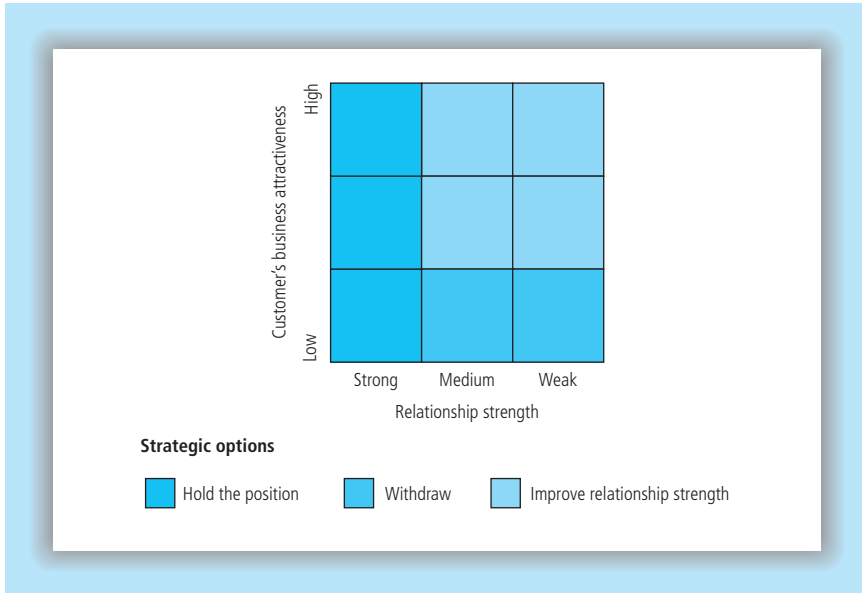 Customer's business attractiveness
High
Low
Strong Medium Weak
Relationship strength
Strategic options
Hold the position Withdraw Improve relationship strength